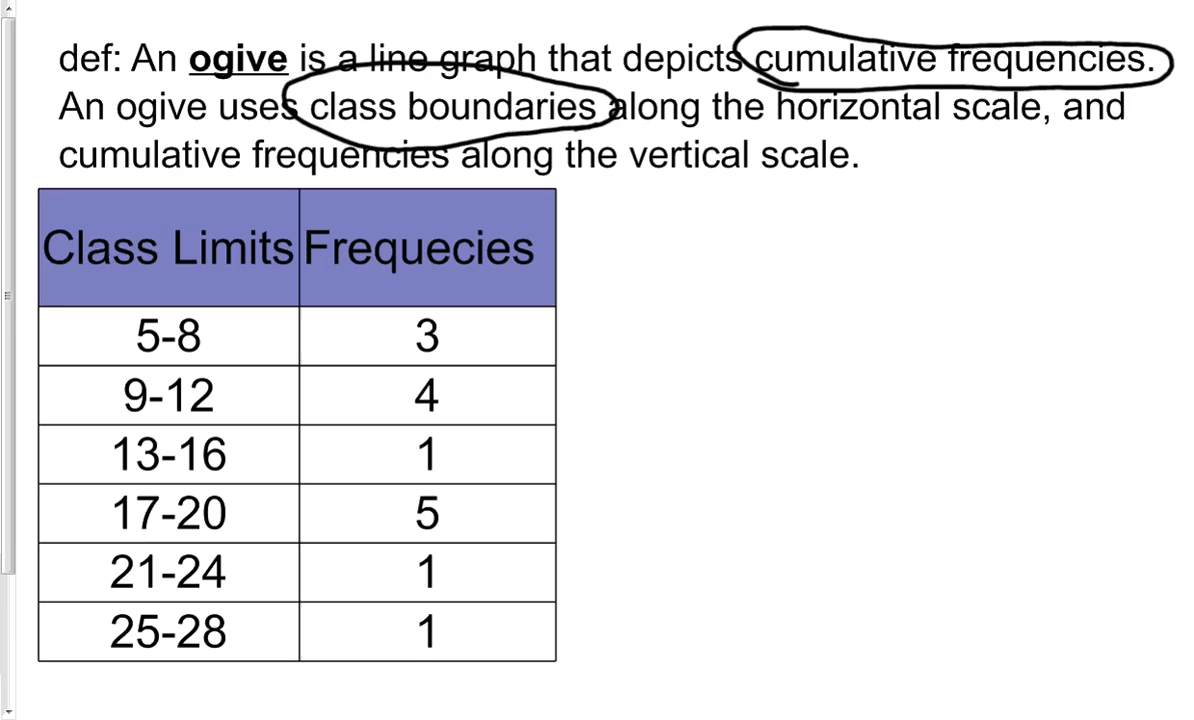 def: An ogive is a line graph that depicts cumulative frequencies.
An ogive uses class boundaries along the horizontal scale, and
cumulative frequencies along the vertical scale.
Class Limits Frequecies
5-8 3
9-12 4
13-16 1
17-20 5
21-24 1
25-28 1